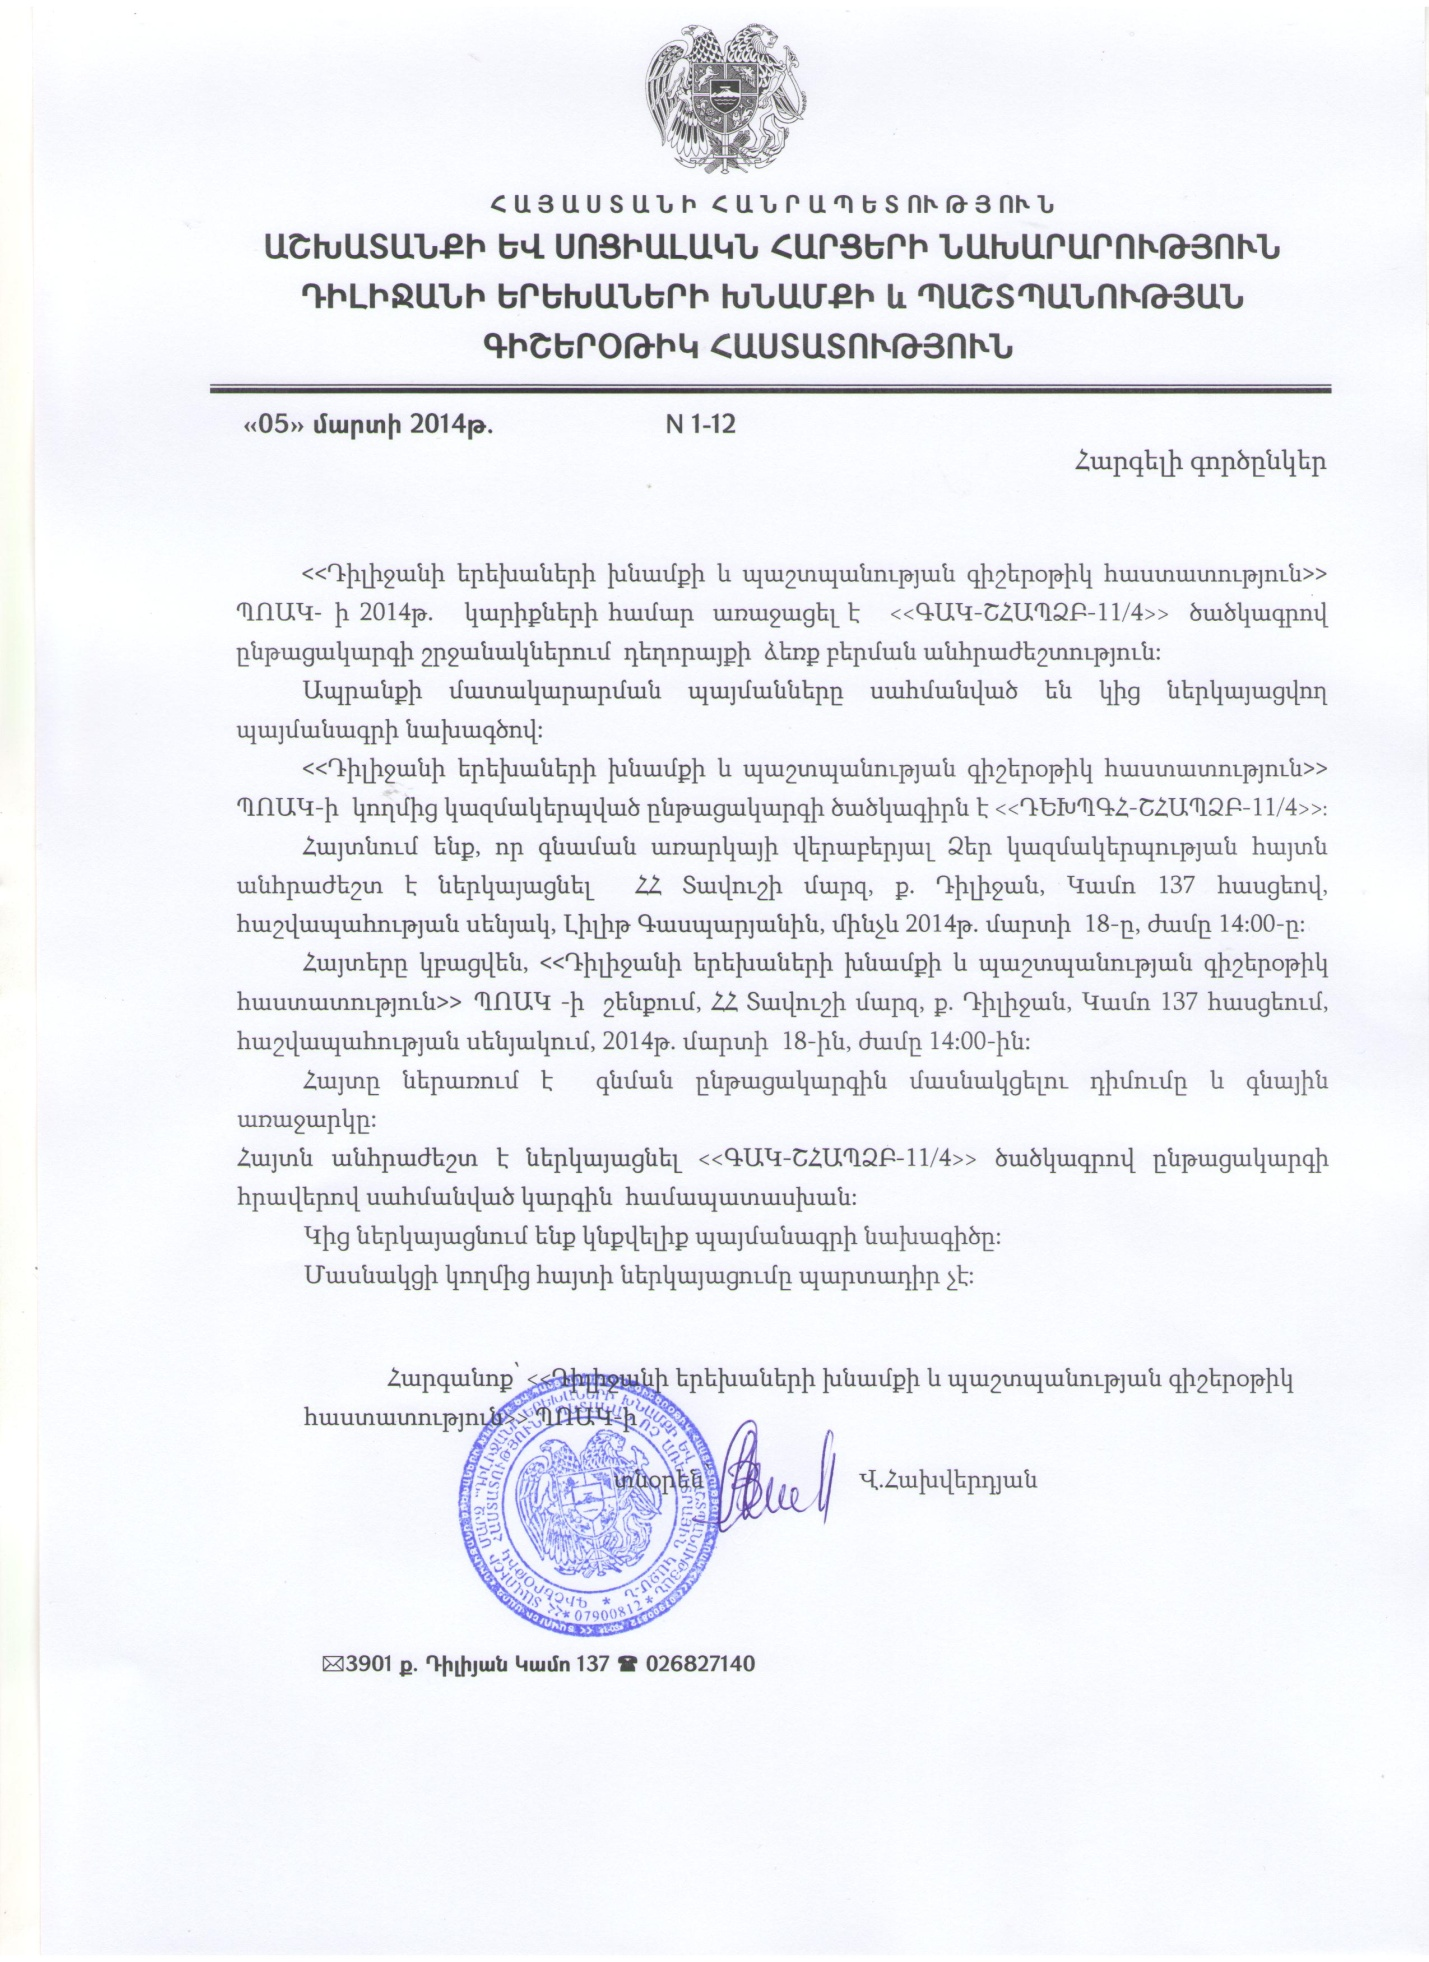 ՀԱՅԱՍՏԱՆԻ ՀԱՆՐԱՊԵՏՈՒԹՅՈՒՆ
ԱՇԽԱՏԱՆՔԻ ԵՎ ՍՈՑԻԱԼԱԿՆ ՀԱՐՑԵՐԻ ՆԱԽԱՐԱՐՈՒԹՅՈՒՆ
ԴԻԼԻՋԱՆԻ ԵՐԵԽԱՆԵՐԻ ԽՆԱՄՔԻ և ՊԱՇՏՊԱՆՈՒԹՅԱՆ
ԳԻՇԵՐՕԹԻԿ ՀԱՍՏԱՏՈՒԹՅՈՒՆ
«05» մարտի 2014թ. N 1-12
Հարգելի գործընկեր
<<Դիլիջանի երեխաների խնամքի և պաշտպանության գիշերօթիկ հաստատություն>>
ՊՈԱԿ- ի 2014թ. կարիքների համար առաջացել է <<ԳԱԿ-ՇՀԱՊՁԲ-11/4>> ծածկագրով
ընթացակարգի շրջանակներում դեղորայքի ձեռք բերման անհրաժեշտություն:
Ապրանքի մատակարարման պայմանները սահմանված են կից ներկայացվող
պայմանագրի նախագծով:
<<Դիլիջանի երեխաների խնամքի և պաշտպանության գիշերօթիկ հաստատություն>>
ՊՈԱԿ-ի կողմից կազմակերպված ընթացակարգի ծածկագիրն է <<ԴԵԽՊԳՀ-ՇՀԱՊՁԲ-11/4>>:
Հայտնում ենք, որ գնաման առարկայի վերաբերյալ Ձեր կազմակերպության հայտն
անհրաժեշտ է ներկայացնել ՀՀ Տավուշի մարզ, ք. Դիլիջան, Կամո 137 հասցեով,
հաշվապահության սենյակ, Լիլիթ Գասպարյանին, մինչև 2014թ. մարտի 18-ը, ժամը 14:00-ը:
Հայտերը կբացվեն, <<Դիլիջանի երեխաների խնամքի և պաշտպանության գիշերօթիկ
հաստատություն>> ՊՈԱԿ -ի շենքում, ՀՀ Տավուշի մարզ, ք. Դիլիջան, Կամո 137 հասցեում,
հաշվապահության սենյակում, 2014թ. մարտի 18-ին, ժամը 14:00-ին:
Հայտը ներառում է գնման ընթացակարգին մասնակցելու դիմումը և գնային
առաջարկը:
Հայտն անհրաժեշտ է ներկայացնել <<ԳԱԿ-ՇՀԱՊՁԲ-11/4>> ծածկագրով ընթացակարգի
հրավերով սահմանված կարգին համապատասխան:
Կից ներկայացնում ենք կնքվելիք պայմանագրի նախագիծը:
Մասնակցի կողմից հայտի ներկայացումը պարտադիր չէ:
Հարգանոք՝ <<Դիլիջանի երեխաների խնամքի և պաշտպանության գիշերօթիկ
հաստատություն>> ՊՈԱԿ-ի
տնօրեն Վ.Հախվերդյան
07900812
3901 ք. Դիլիյան Կամո 137 026827140